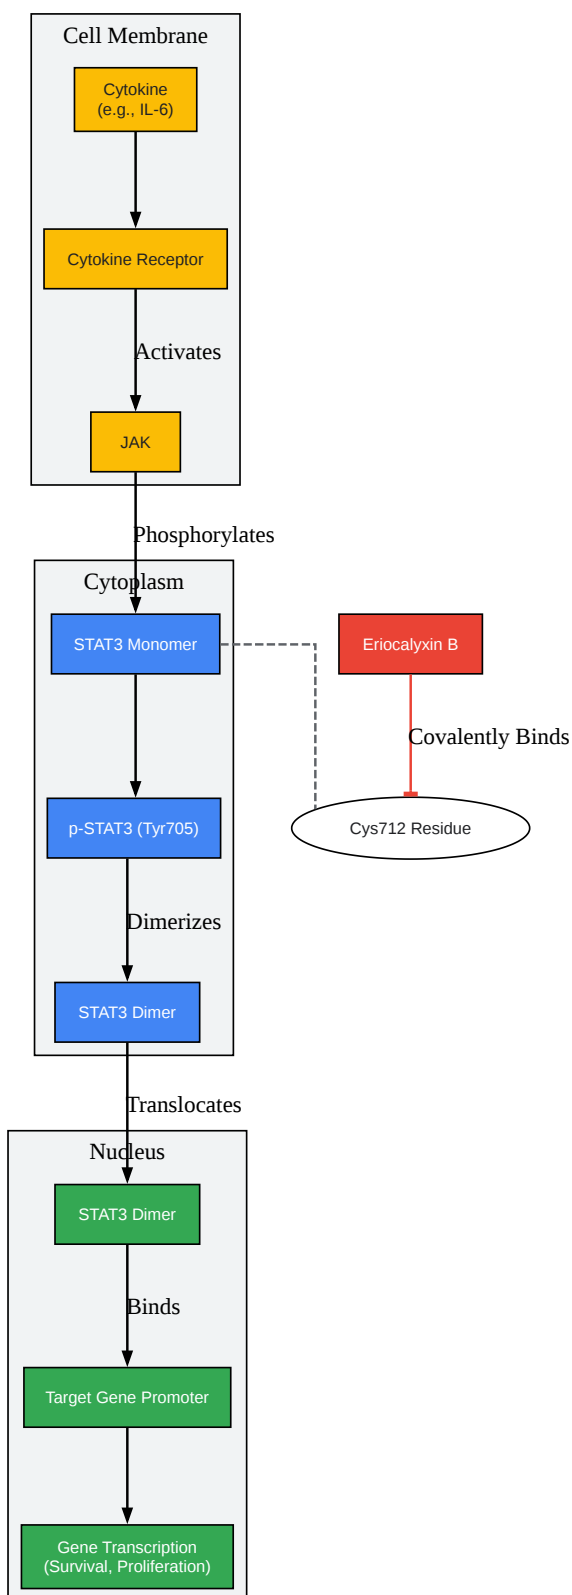 Cell Membrane
Cytokine
(e.g., IL-6)
Cytokine Receptor
Activates
JAK
Phosphorylates
Cytoplasm
STAT3 Monomer
Eriocalyxin B
Covalently Binds
p-STAT3 (Tyr705)
Cys712 Residue
Dimerizes
STAT3 Dimer
Translocates
Nucleus
STAT3 Dimer
Binds
Target Gene Promoter
Gene Transcription
(Survival, Proliferation)